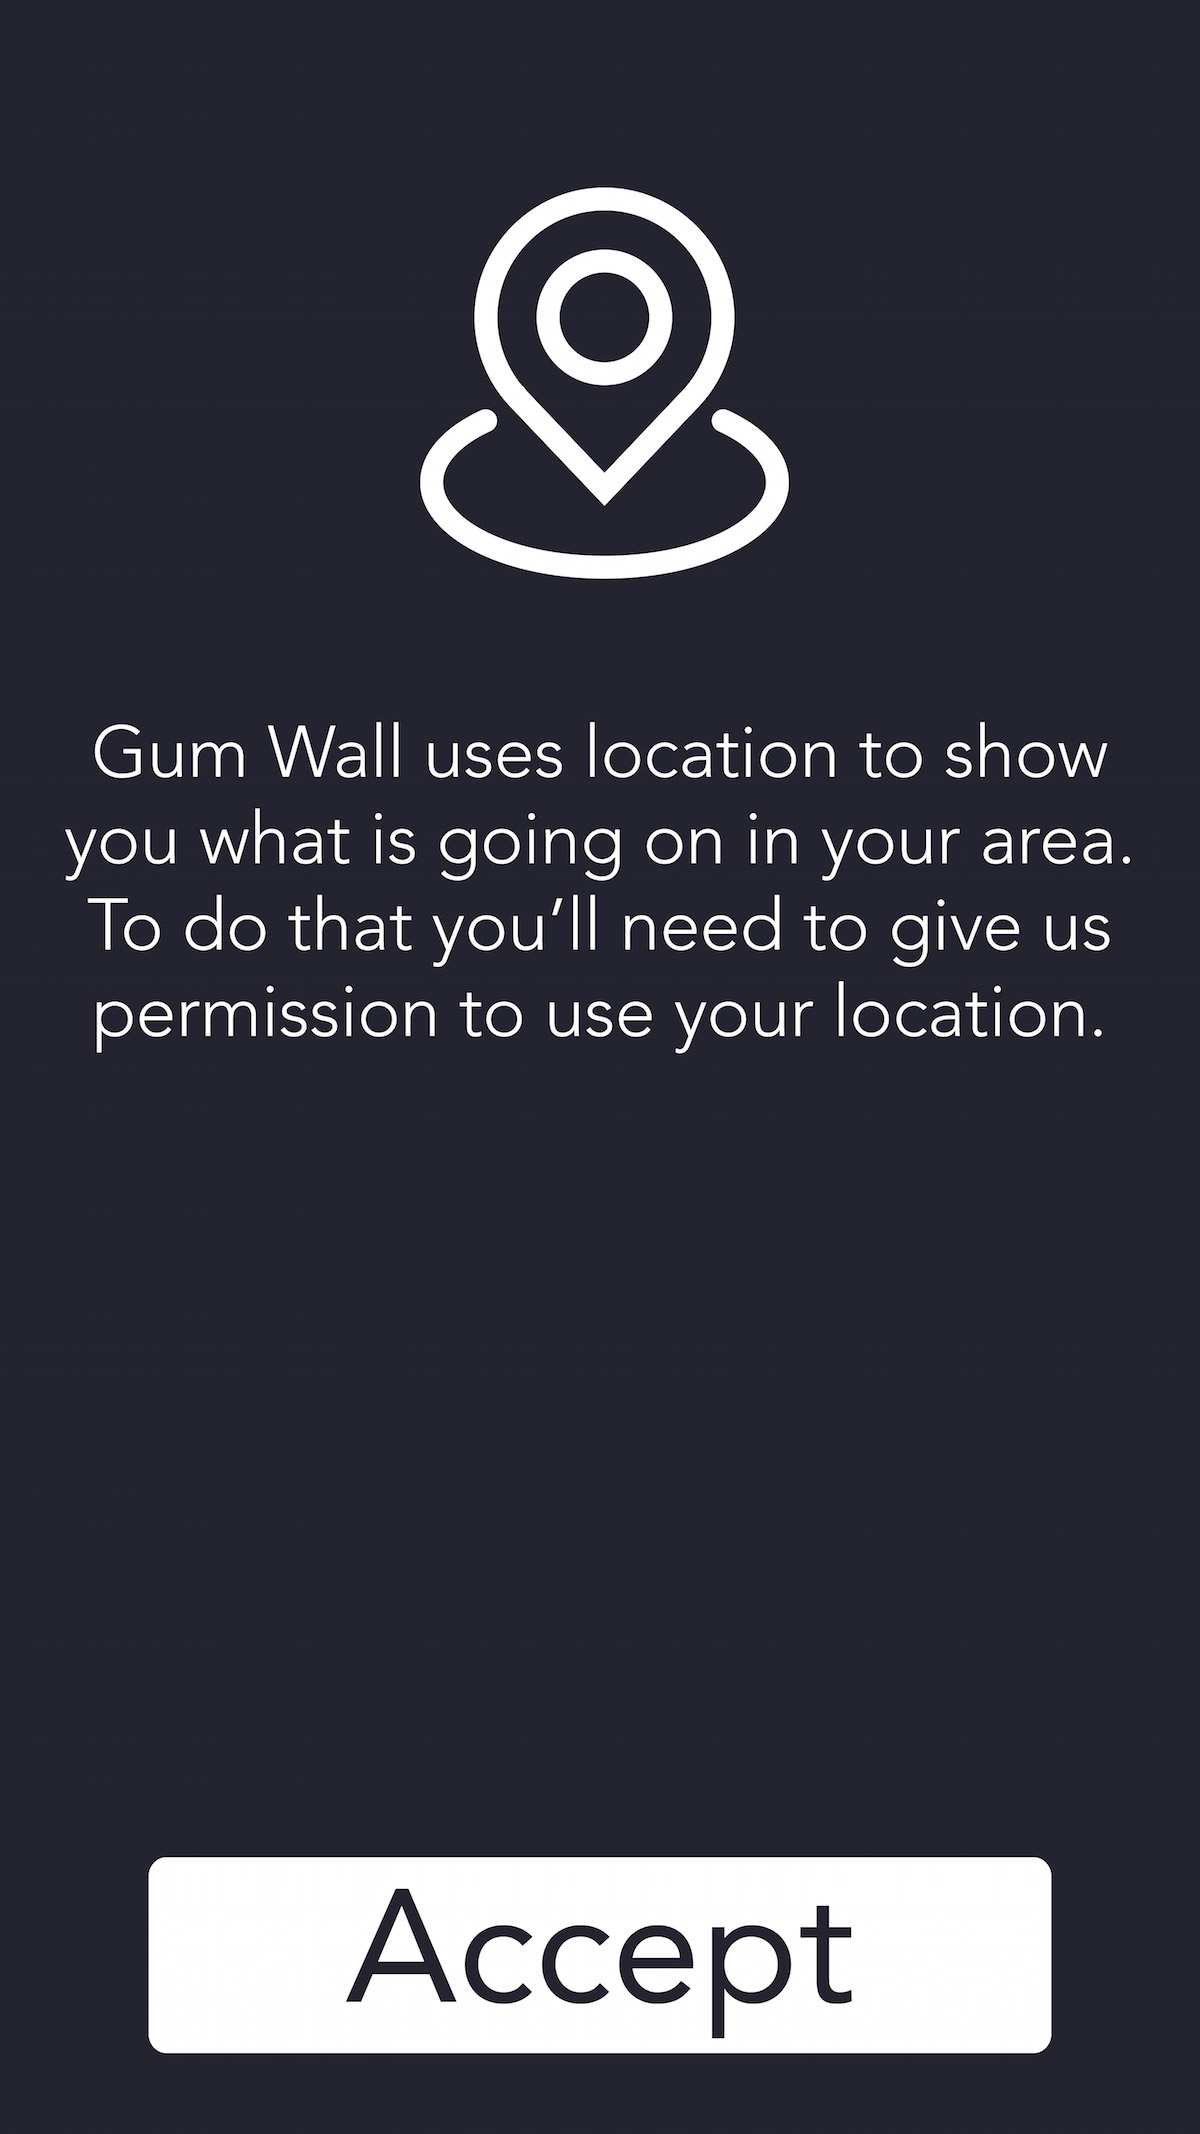 Gum Wall uses location to show
you what is going on in your area.
To do that you’ll need to give us
permission to use your location.
Accept